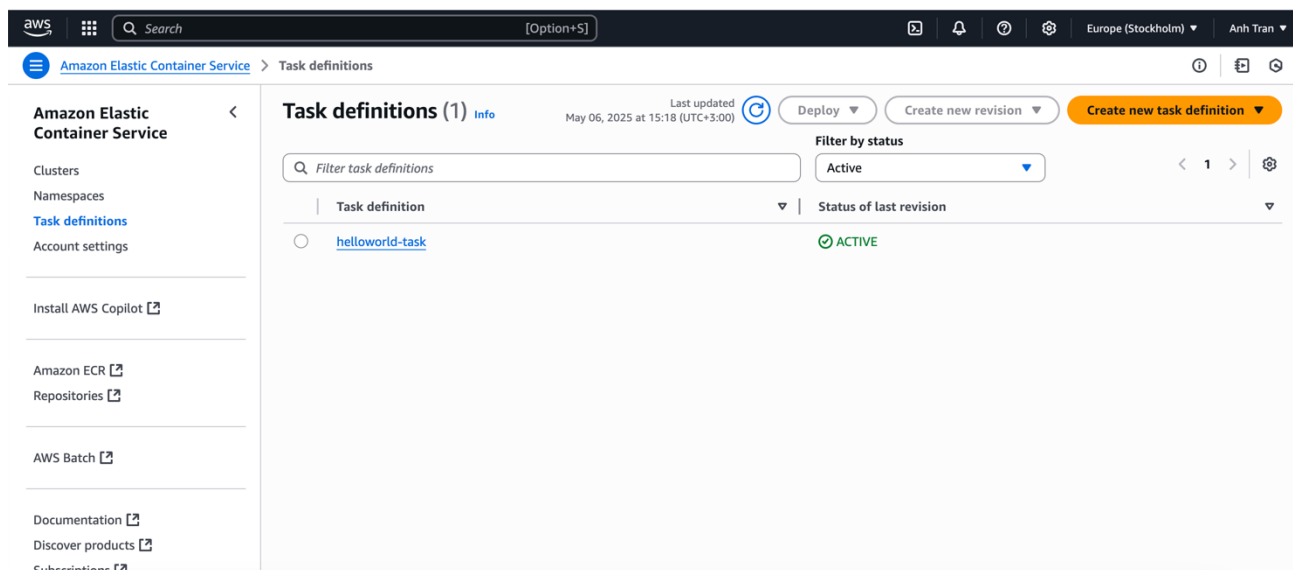 aws
Search [Option+S] Europe (Stockholm) Anh Tran
Amazon Elastic Container Service > Task definitions
Amazon Elastic
Container Service
Clusters
Namespaces
Task definitions
Account settings
Install AWS Copilot
Amazon ECR
Repositories
AWS Batch
Documentation
Discover products
Subscriptions
Task definitions (1) Info
Last updated
May 06, 2025 at 15:18 (UTC+3:00)
Deploy
Create new revision
Create new task definition
Filter by status
Filter task definitions
Active
1
Task definition Status of last revision
helloworld-task ACTIVE